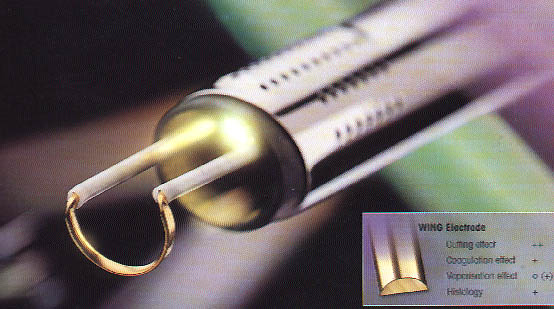 WING Electrode
Cutting effect ++
Coagulation effect +
Vaporisation effect o (+)
Histology +